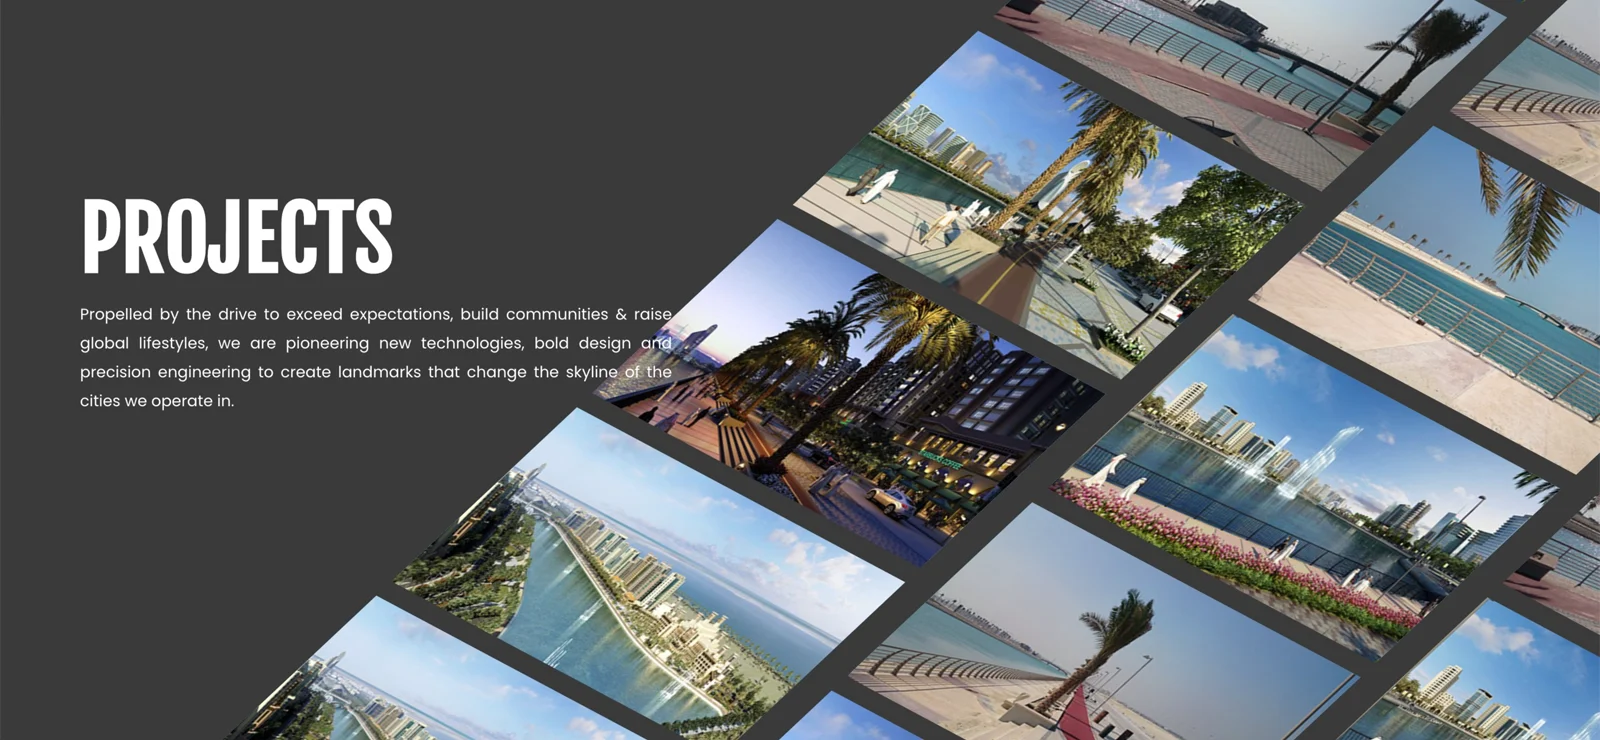 PROJECTS
Propelled by the drive to exceed expectations, build communities & raise
global lifestyles, we are pioneering new technologies, bold design and
precision engineering to create landmarks that change the skyline of the
cities we operate in.